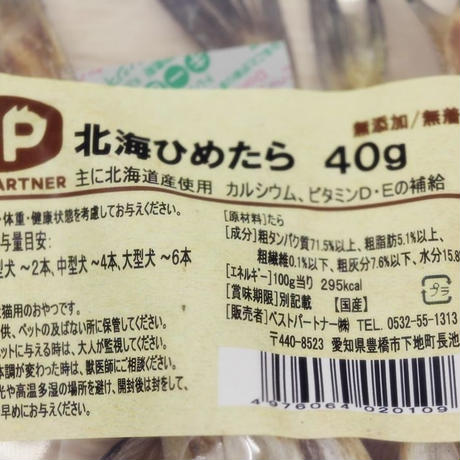 P
ARTNER
北海ひめたら 40g
無添加/無着
主に北海道産使用 カルシウム、ビタミンD・Eの補給
・体重・健康状態を考慮してお与えください。
与量目安:
型犬 ～2本、中型犬 ～4本、大型犬 ～6本
犬猫用のおやつです。
供、ペットの及ばない所に保管してください。
ットに与える時は、大人が監視してください。
体調が変わった時は、獣医師にご相談ください。
光や高温多湿の場所を避け、開封後は封をして、
早めにお与えください。
[原材料]たら
[成分]粗タンパク質71.5%以上、粗脂肪5.1%以上、
粗繊維0.1%以下、粗灰分7.6%以下、水分15.8
[エネルギー]100g当り 295kcal
[賞味期限]別記載 【国産】
[販売者]ベストパートナー㈱ TEL. 0532-55-1313
〒440-8523 愛知県豊橋市下地町長池
プラ
4976064020109